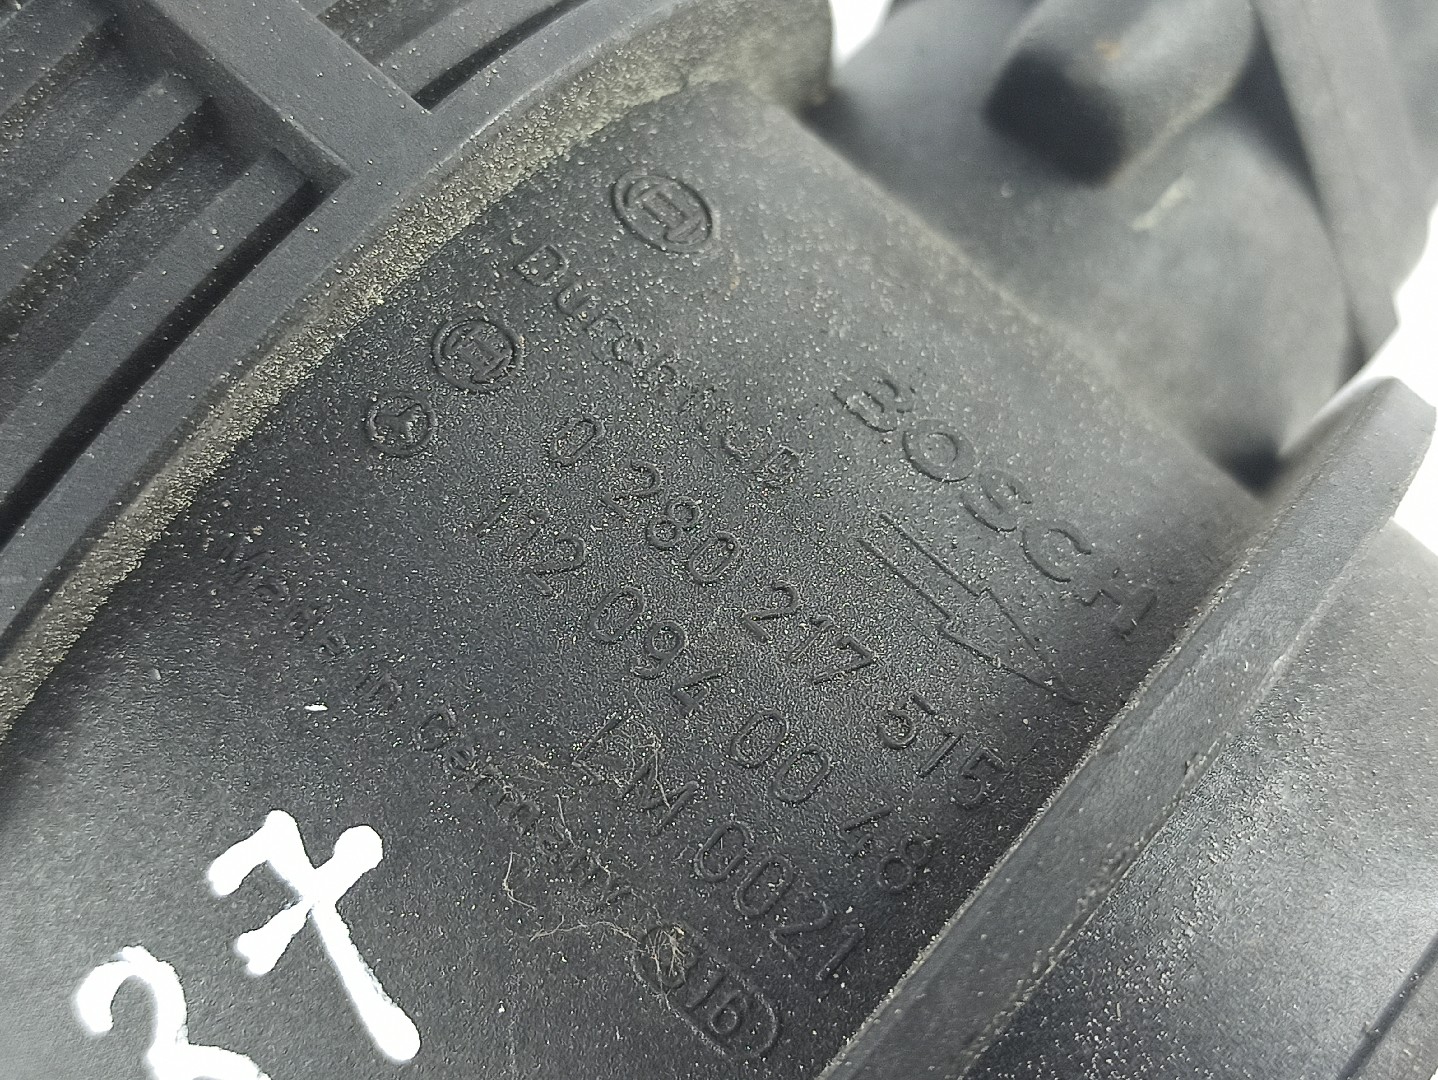 BOSCH
Durchfluß
0 280 217 515
112 094 00 48
LM 0021
Made in Germany
316
37